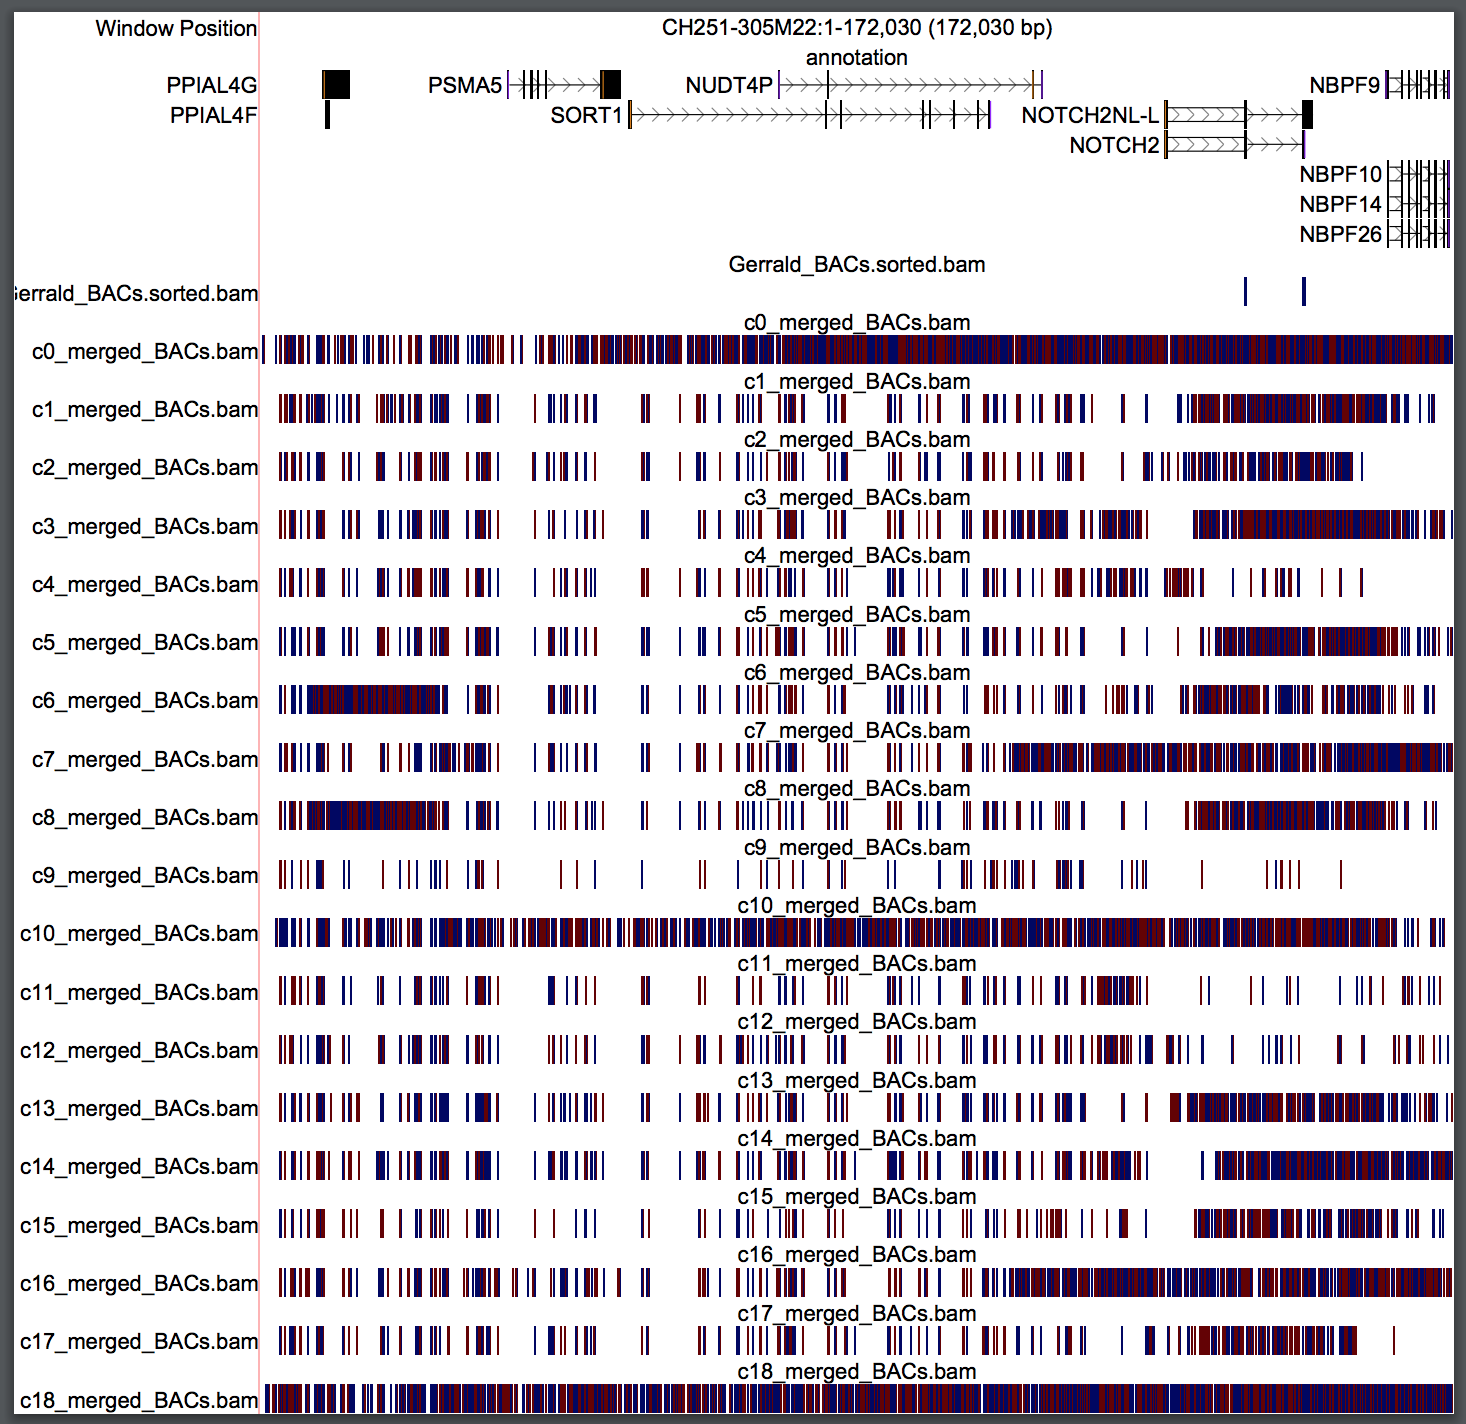 Window Position CH251-305M22:1-172,030 (172,030 bp)
annotation
PPIAL4G PSMA5 NUDT4P NBPF9
PPIAL4F SORT1 NOTCH2NL-L
NOTCH2
NBPF10
NBPF14
NBPF26
Gerrald_BACs.sorted.bam
Gerrald_BACs.sorted.bam
c0_merged_BACs.bam
c0_merged_BACs.bam
c1_merged_BACs.bam
c1_merged_BACs.bam
c2_merged_BACs.bam
c2_merged_BACs.bam
c3_merged_BACs.bam
c3_merged_BACs.bam
c4_merged_BACs.bam
c4_merged_BACs.bam
c5_merged_BACs.bam
c5_merged_BACs.bam
c6_merged_BACs.bam
c6_merged_BACs.bam
c7_merged_BACs.bam
c7_merged_BACs.bam
c8_merged_BACs.bam
c8_merged_BACs.bam
c9_merged_BACs.bam
c9_merged_BACs.bam
c10_merged_BACs.bam
c10_merged_BACs.bam
c11_merged_BACs.bam
c11_merged_BACs.bam
c12_merged_BACs.bam
c12_merged_BACs.bam
c13_merged_BACs.bam
c13_merged_BACs.bam
c14_merged_BACs.bam
c14_merged_BACs.bam
c15_merged_BACs.bam
c15_merged_BACs.bam
c16_merged_BACs.bam
c16_merged_BACs.bam
c17_merged_BACs.bam
c17_merged_BACs.bam
c18_merged_BACs.bam
c18_merged_BACs.bam